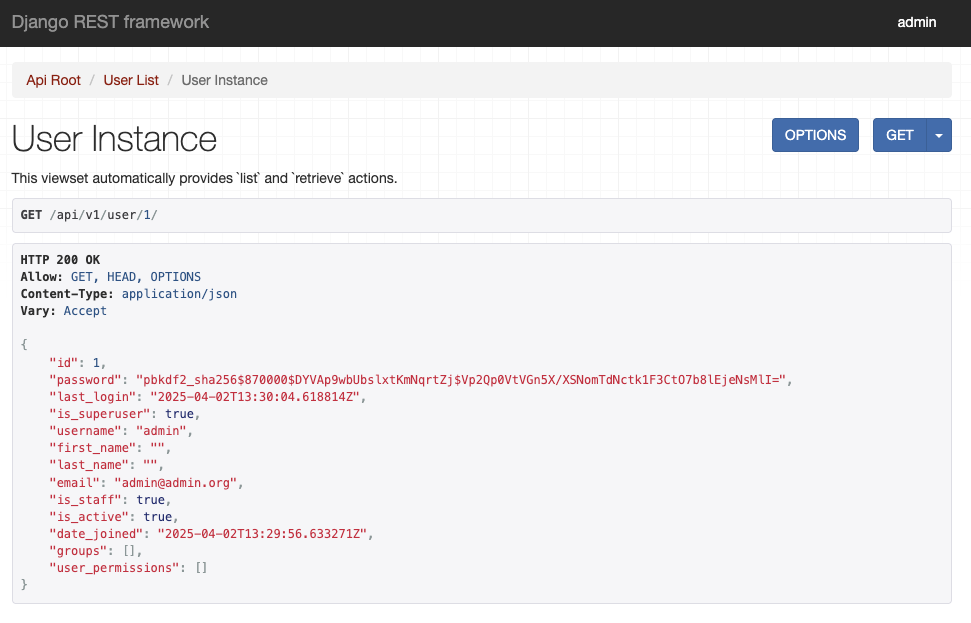 Django REST framework
admin
Api Root / User List / User Instance
User Instance
OPTIONS
GET
This viewset automatically provides `list` and `retrieve` actions.
GET /api/v1/user/1/
HTTP 200 OK
Allow: GET, HEAD, OPTIONS
Content-Type: application/json
Vary: Accept
{
    "id": 1,
    "password": "pbkdf2_sha256$870000$DYVAp9wbUbslxtKmNqrtZj$Vp2Qp0VtVGn5X/XSNomTdNctk1F3CtO7b8lEjeNsMlI=",
    "last_login": "2025-04-02T13:30:04.618814Z",
    "is_superuser": true,
    "username": "admin",
    "first_name": "",
    "last_name": "",
    "email": "admin@admin.org",
    "is_staff": true,
    "is_active": true,
    "date_joined": "2025-04-02T13:29:56.633271Z",
    "groups": [],
    "user_permissions": []
}